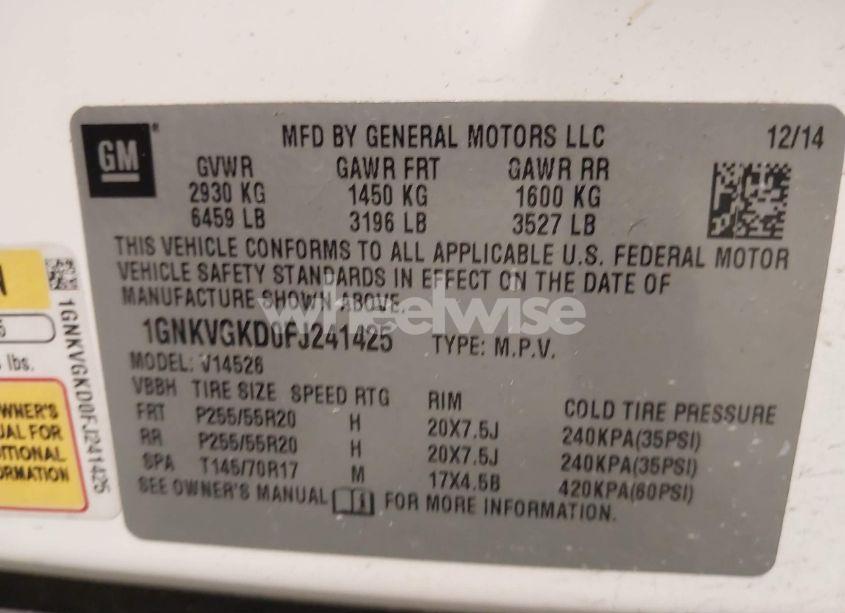 GM ®
MFD BY GENERAL MOTORS LLC 12/14
GVWR GAWR FRT GAWR RR
2930 KG 1450 KG 1600 KG
6459 LB 3196 LB 3527 LB
THIS VEHICLE CONFORMS TO ALL APPLICABLE U.S. FEDERAL MOTOR
VEHICLE SAFETY STANDARDS IN EFFECT ON THE DATE OF
MANUFACTURE SHOWN ABOVE.
wheelwise
1GNKVGKD0FJ241425 TYPE: M.P.V.
MODEL: V14526
VBBH TIRE SIZE SPEED RTG RIM COLD TIRE PRESSURE
FRT P255/55R20 H 20X7.5J 240KPA(35PSI)
RR P255/55R20 H 20X7.5J 240KPA(35PSI)
SPA T145/70R17 M 17X4.5B 420KPA(60PSI)
SEE OWNER'S MANUAL FOR MORE INFORMATION.
N
5
lbs.
WNER'S
UAL FOR
ITIONAL
ORMATION
1GNKVGKD0FJ241425